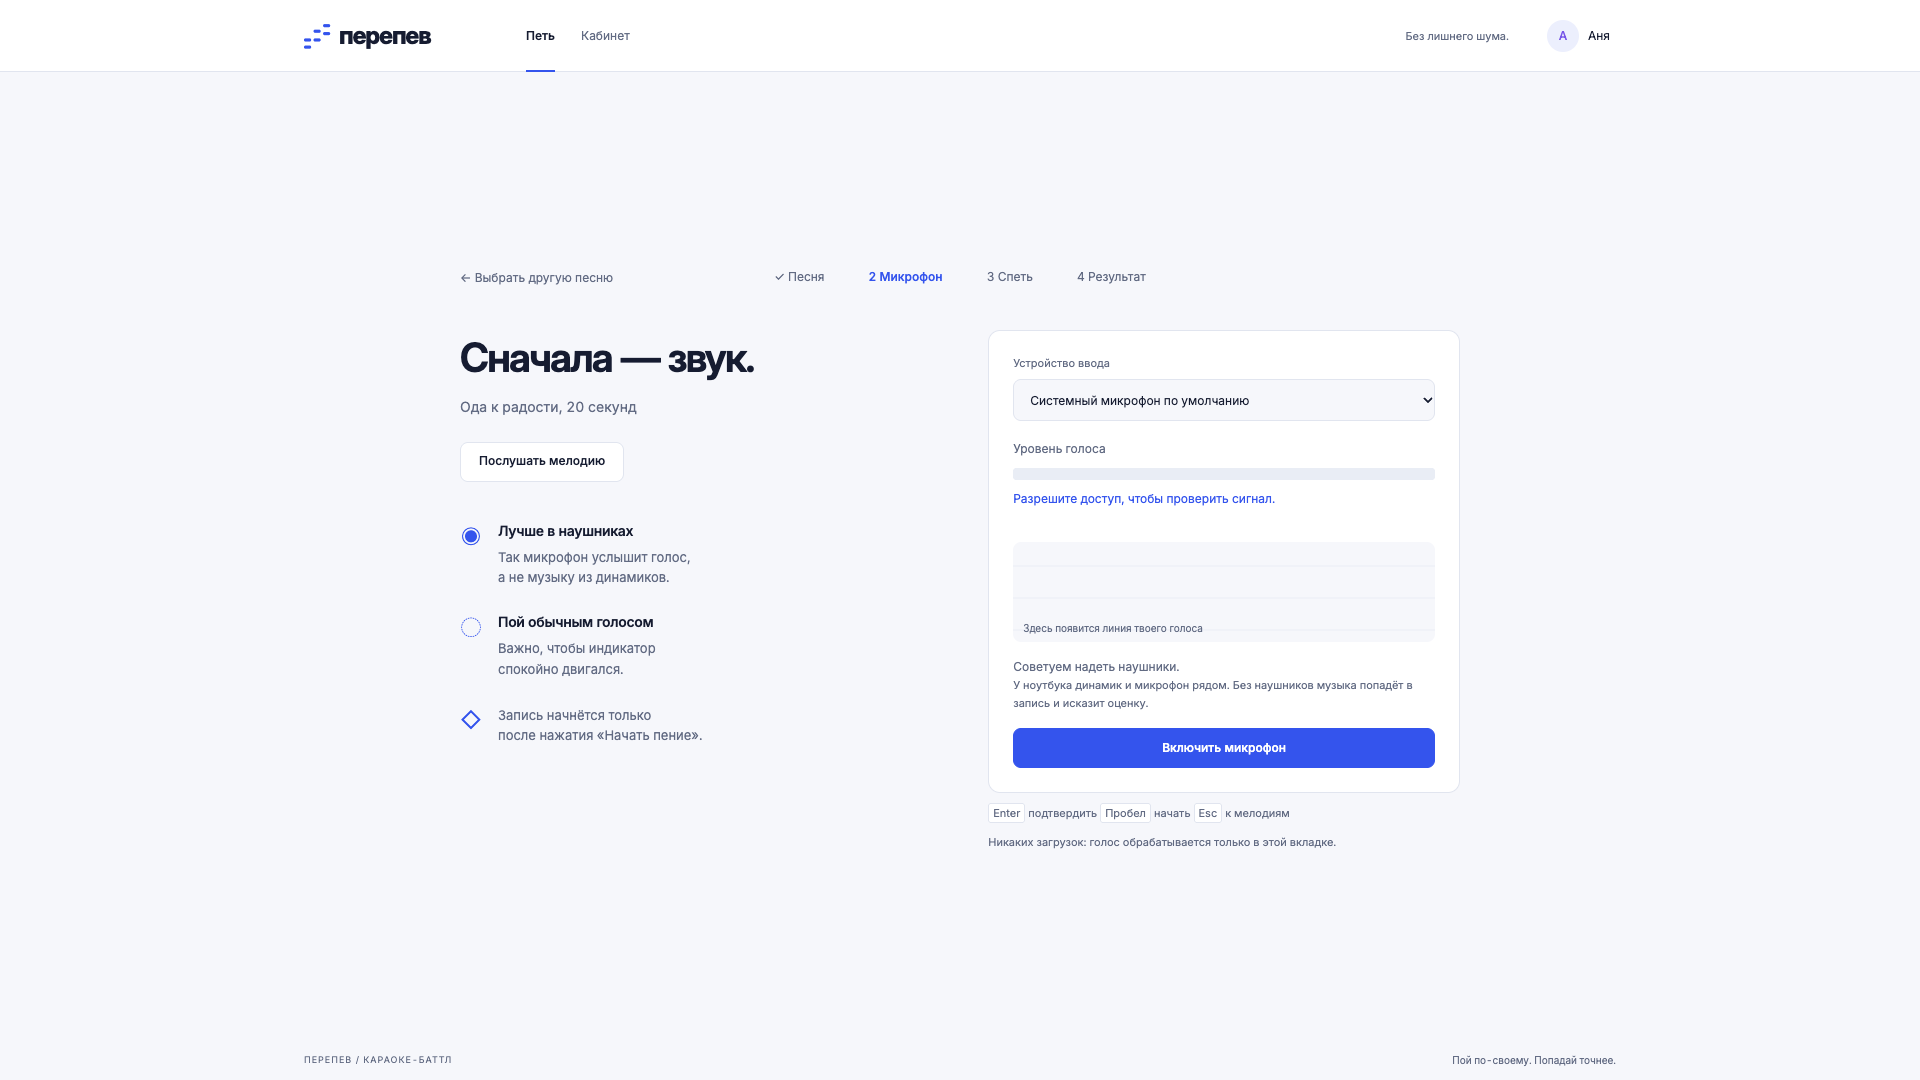 перепев
Петь
Кабинет
Без лишнего шума.
А
Аня
← Выбрать другую песню
✓ Песня
2 Микрофон
3 Спеть
4 Результат
Сначала — звук.
Ода к радости, 20 секунд
Послушать мелодию
Лучше в наушниках
Так микрофон услышит голос,
а не музыку из динамиков.
Пой обычным голосом
Важно, чтобы индикатор
спокойно двигался.
Запись начнётся только
после нажатия «Начать пение».
Устройство ввода
Системный микрофон по умолчанию
Уровень голоса
Разрешите доступ, чтобы проверить сигнал.
Здесь появится линия твоего голоса
Советуем надеть наушники.
У ноутбука динамик и микрофон рядом. Без наушников музыка попадёт в
запись и исказит оценку.
Включить микрофон
Enter подтвердить Пробел начать Esc к мелодиям
Никаких загрузок: голос обрабатывается только в этой вкладке.
ПЕРЕПЕВ / КАРАОКЕ-БАТТЛ
Пой по-своему. Попадай точнее.